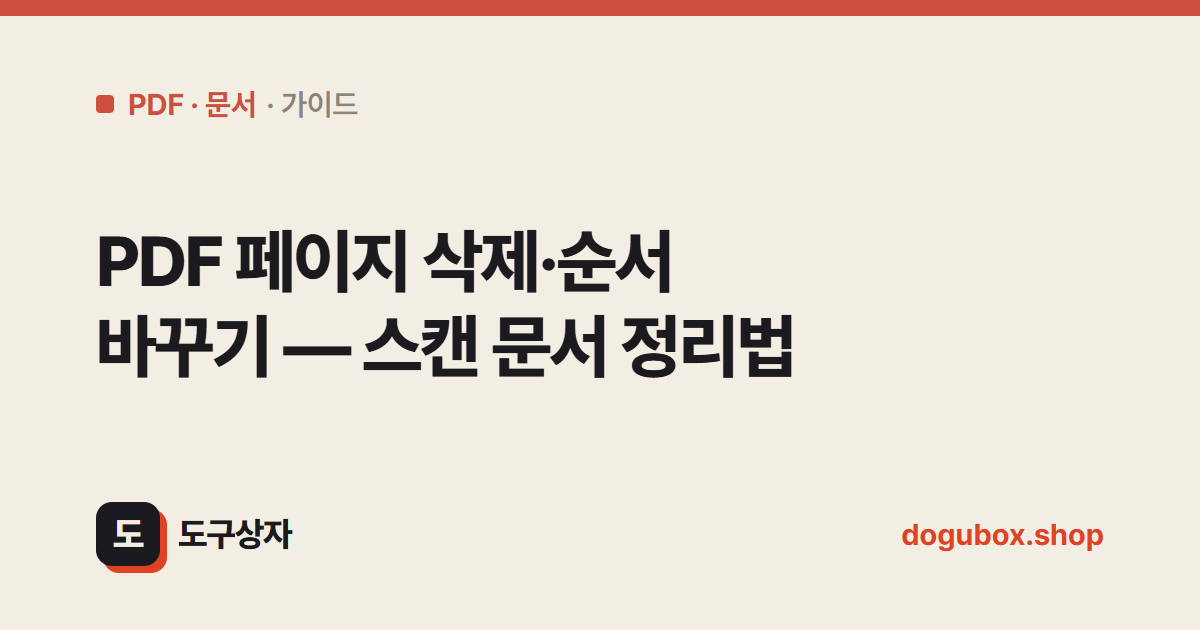 PDF · 문서 · 가이드
PDF 페이지 삭제·순서
바꾸기 — 스캔 문서 정리법
도 도구상자
dogubox.shop